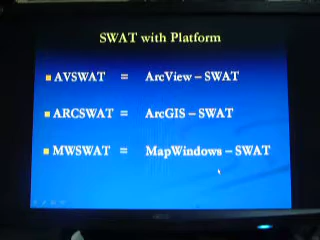 SWAT with Platform
AVSWAT = ArcView – SWAT
ARCSWAT = ArcGIS – SWAT
MWSWAT = MapWindows – SWAT